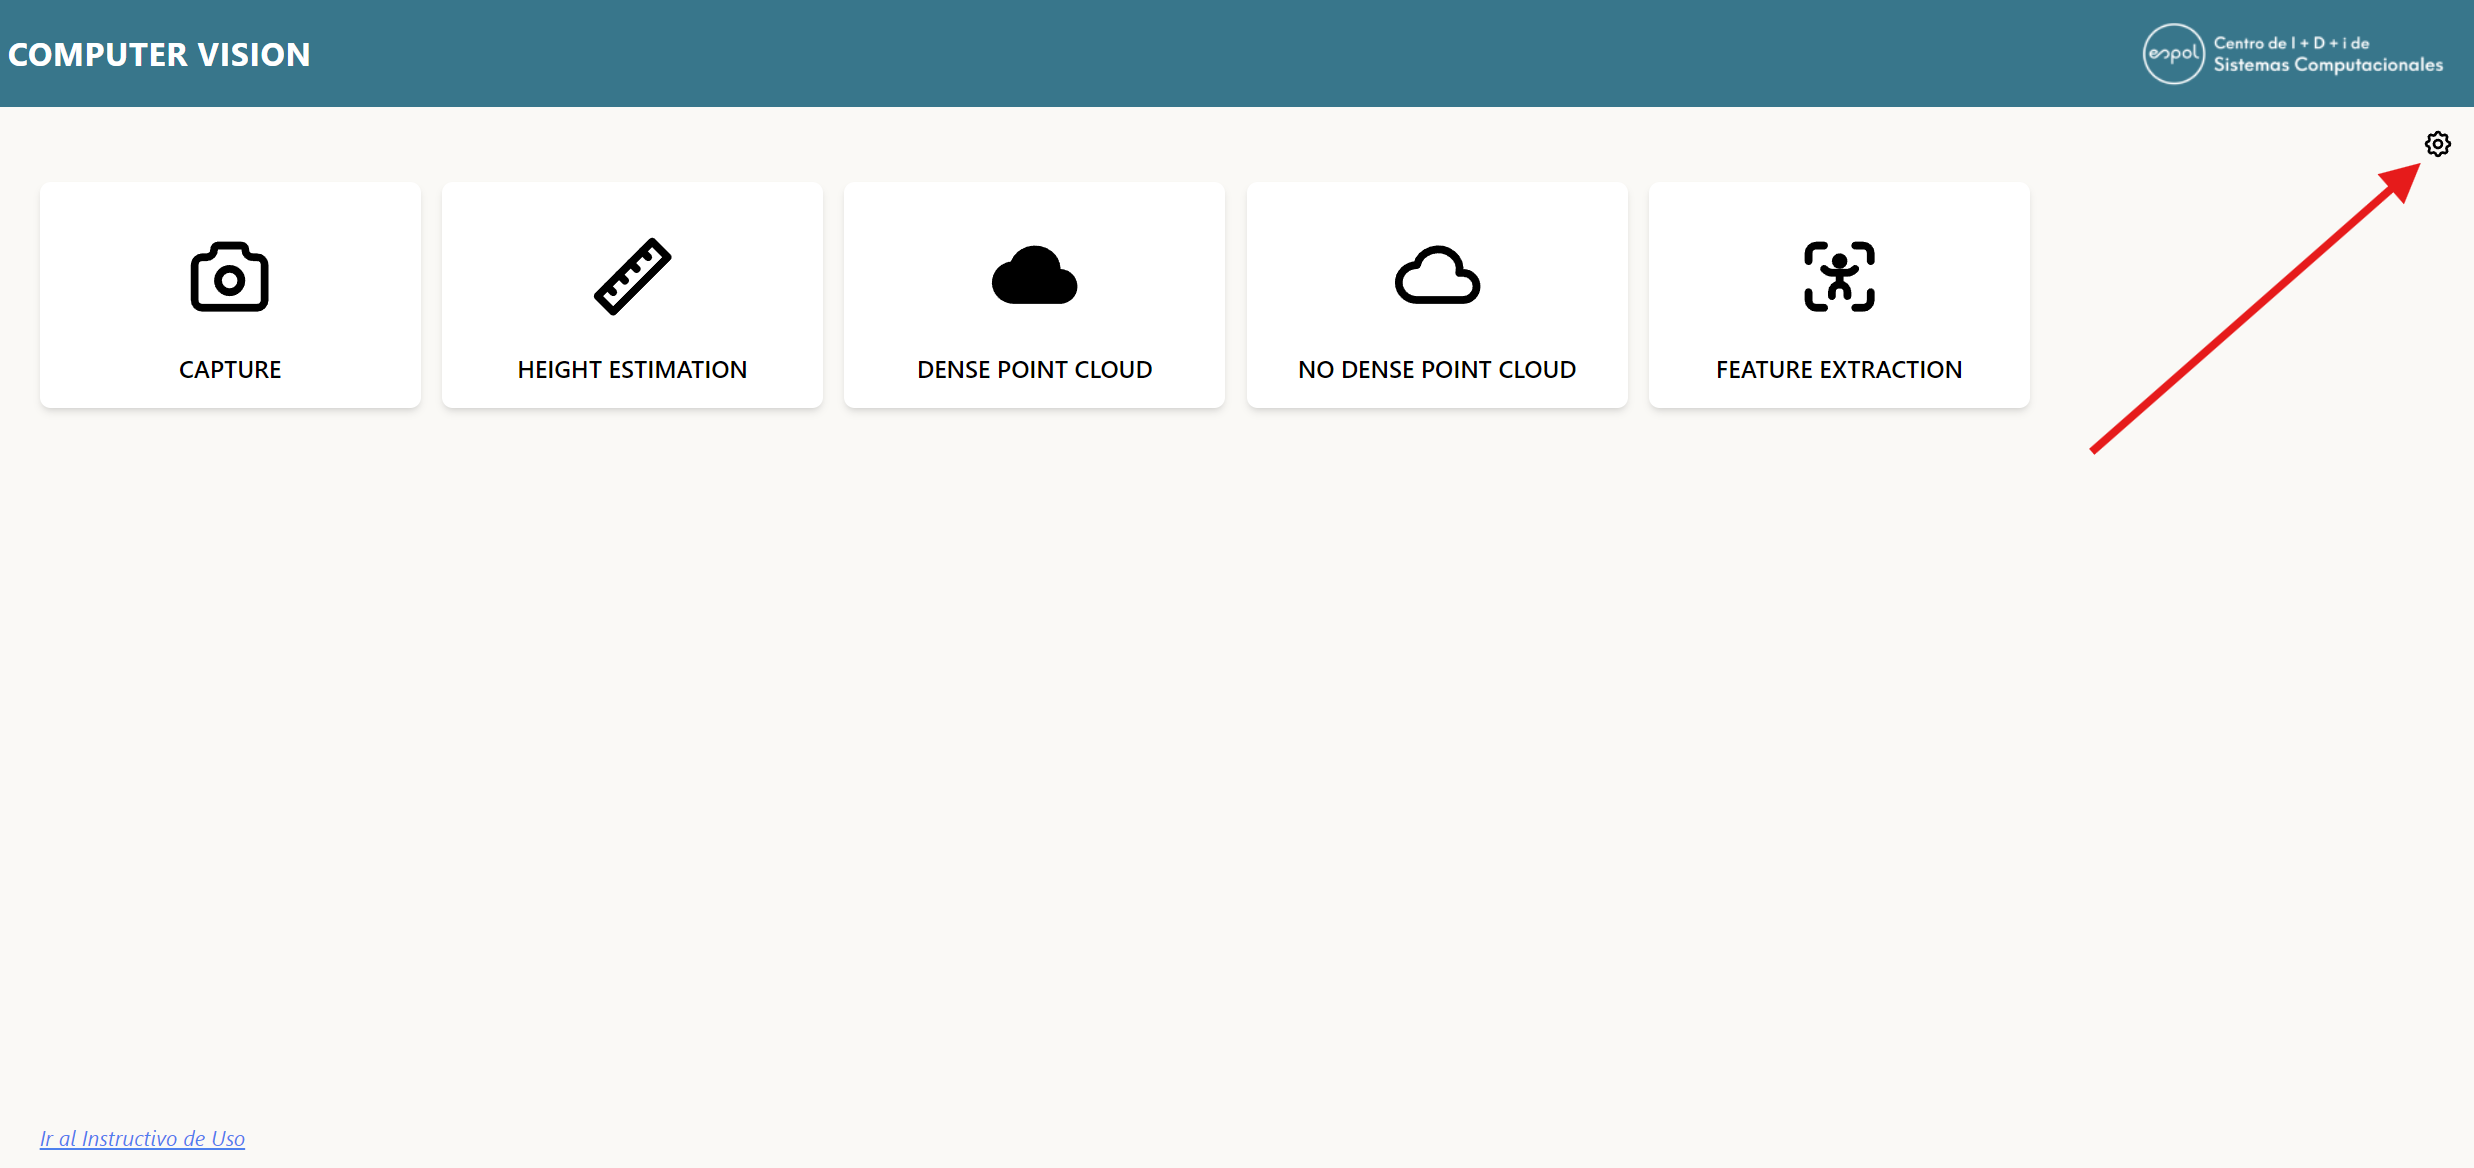 COMPUTER VISION
espol
Centro de I + D + i de
Sistemas Computacionales
CAPTURE
HEIGHT ESTIMATION
DENSE POINT CLOUD
NO DENSE POINT CLOUD
FEATURE EXTRACTION
Ir al Instructivo de Uso